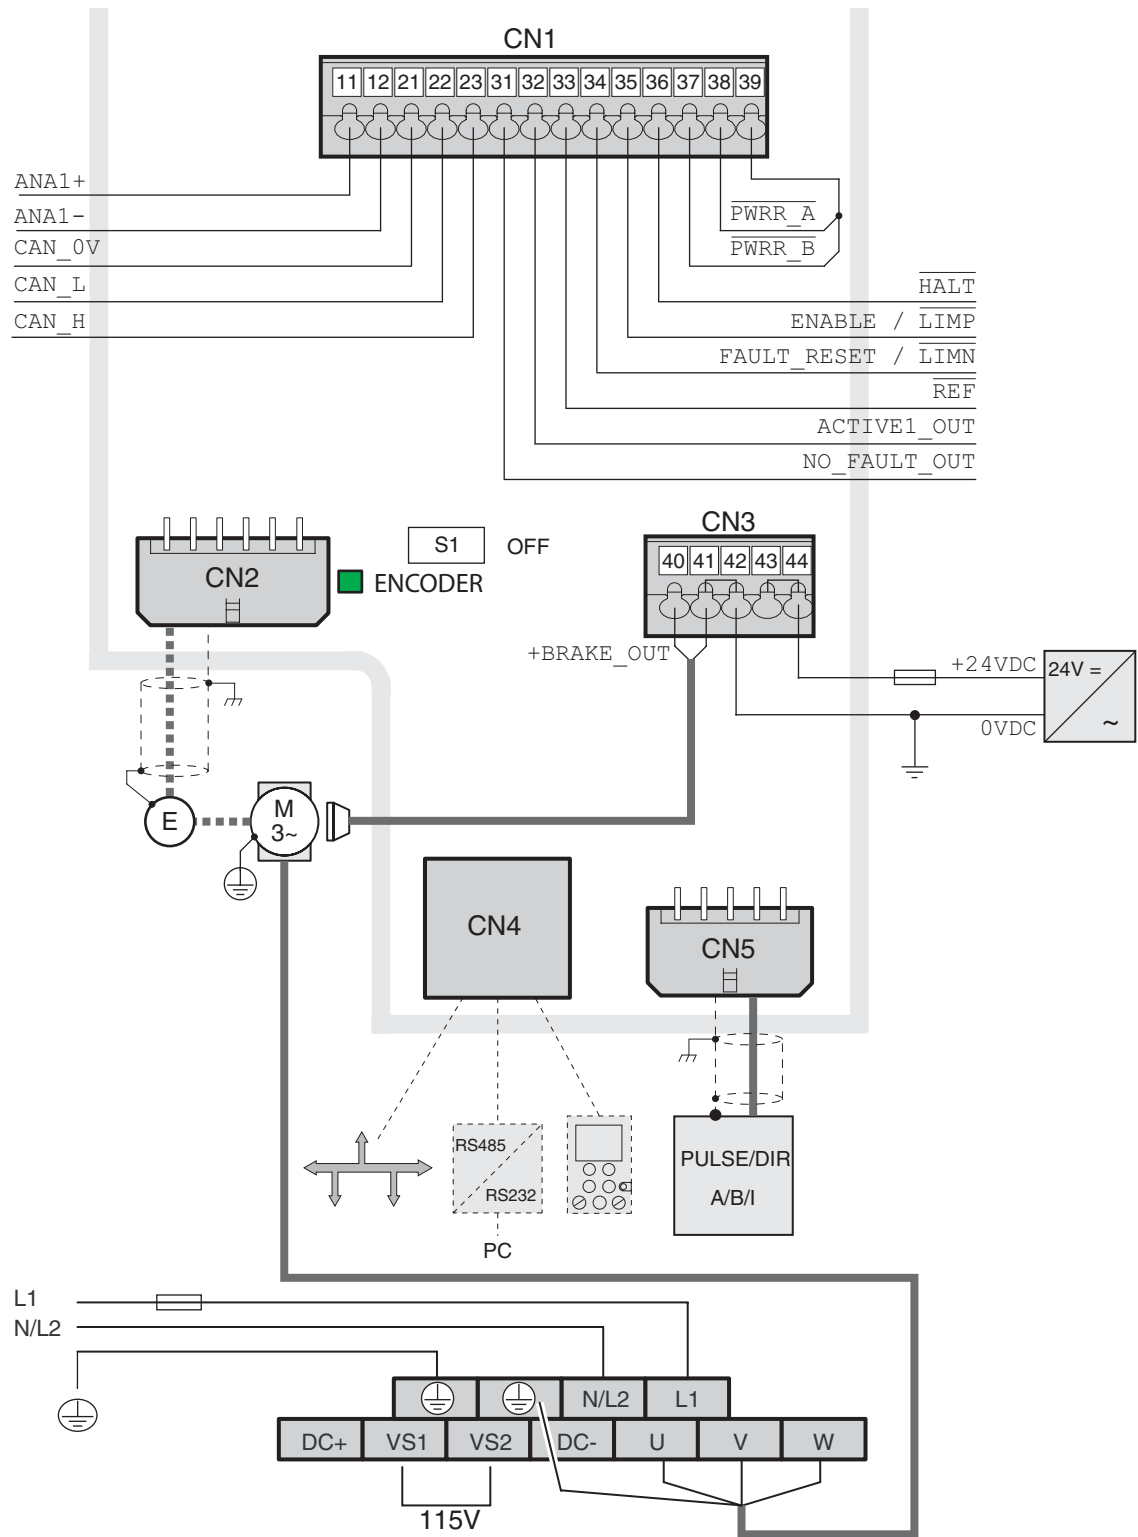 CN1
11 12 21 22 23 31 32 33 34 35 36 37 38 39
ANA1+
ANA1-
CAN_0V
CAN_L
CAN_H
PWRR_A
PWRR_B
HALT
ENABLE / LIMP
FAULT_RESET / LIMN
REF
ACTIVE1_OUT
NO_FAULT_OUT
CN2
S1 OFF
ENCODER
CN3
40 41 42 43 44
+BRAKE_OUT
+24VDC
0VDC
24V =
~
E
M
3~
CN4
CN5
RS485
RS232
PC
PULSE/DIR
A/B/I
L1
N/L2
N/L2 L1
DC+ VS1 VS2 DC- U V W
115V